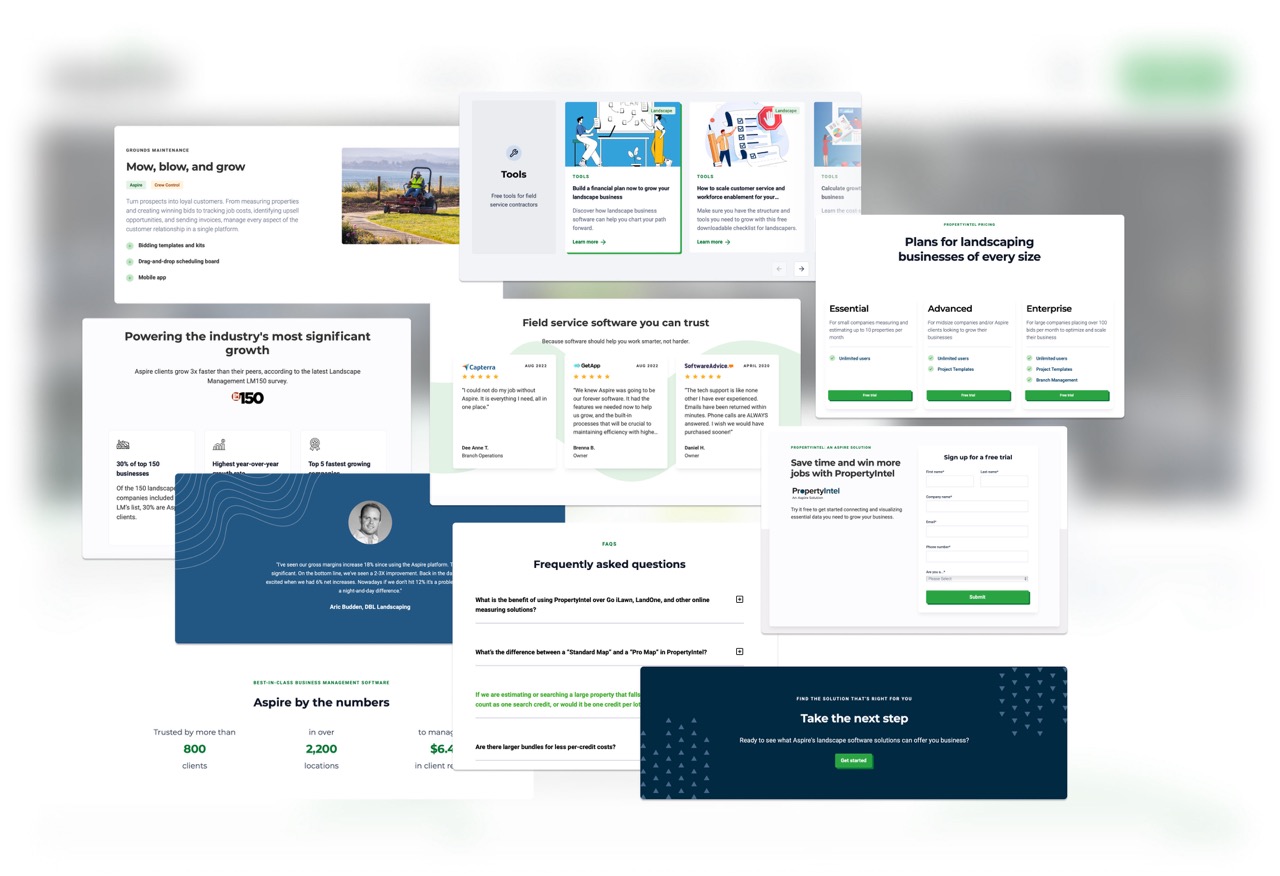 GROUNDS MAINTENANCE
Mow, blow, and grow
Aspire
Crew Control
Turn prospects into loyal customers. From measuring properties
and creating winning bids to tracking job costs, identifying upsell
opportunities, and sending invoices, manage every aspect of the
customer relationship in a single platform.
Bidding templates and kits
Drag-and-drop scheduling board
Mobile app
Tools
Free tools for field
service contractors
PLAN
Landscape
TOOLS
Build a financial plan now to grow your
landscape business
Discover how landscape business
software can help you chart your path
forward.
Learn more
Landscape
TOOLS
How to scale customer service and
workforce enablement for your...
Make sure you have the structure and
tools you need to grow with this free
downloadable checklist for landscapers.
Learn more
TOOLS
Calculate
business
Learn the
PROPERTYINTEL PRICING
Plans for landscaping
businesses of every size
Essential
For small companies measuring and
estimating up to 10 properties per
month
Unlimited users
Free trial
Advanced
For midsize companies and/or Aspire
clients looking to grow their
business
Unlimited users
Project Templates
Free trial
Enterprise
For large companies placing over 100
bids per month to optimize and scale
their business
Unlimited users
Project Templates
Branch Management
Free trial
Powering the industry's most significant
growth
Aspire clients grow 3x faster than their peers, according to the latest Landscape
Management LM150 survey.
150
30% of top 150
businesses
Of the 150 landscape
companies included
LM's list, 30% are
clients.
Highest year-over-year
growth rate
Top 5 fastest growing
companies
Field service software you can trust
Because software should help you work smarter, not harder.
Capterra
AUG 2022
"I could not do my job without
Aspire. It is everything I need, all in
one place."
Dee Anne T.
Branch Operations
GetApp
AUG 2022
"We knew Aspire was going to be
our forever software. It had the
features we needed now to help
us grow, and the built-in
processes that will be crucial to
maintaining efficiency with highe...
Brenna B.
Owner
SoftwareAdvice.
APRIL 2020
"The tech support is like none
other I have ever experienced.
Emails have been returned within
minutes. Phone calls are ALWAYS
answered. I wish we would have
purchased sooner!"
Daniel H.
Owner
PROPERTYINTEL: AN ASPIRE SOLUTION
Save time and win more
jobs with PropertyIntel
PropertyIntel
An Aspire Solution
Try it free to get started connecting and visualizing
essential data you need to grow your business.
Sign up for a free trial
First name*
Last name*
Company name*
Email*
Phone number*
Are you a...*
Please Select
Submit
"I've seen our gross margins increase 18% since using the Aspire platform.
significant. On the bottom line, we've seen a 2-3X improvement. Back in the
excited when we had 6% net increases. Nowadays if we don't hit 12% it's a
a night-and-day difference."
Aric Budden, DBL Landscaping
FAQS
Frequently asked questions
What is the benefit of using PropertyIntel over Go iLawn, LandOne, and other online
measuring solutions?
What's the difference between a "Standard Map" and a "Pro Map" in PropertyIntel?
If we are estimating or searching a large property that falls
count as one search credit, or would it be one credit per
Are there larger bundles for less per-credit costs?
BEST-IN-CLASS BUSINESS MANAGEMENT SOFTWARE
Aspire by the numbers
Trusted by more than
800
clients
in over
2,200
locations
to
$6.4
in client
FIND THE SOLUTION THAT'S RIGHT FOR YOU
Take the next step
Ready to see what Aspire's landscape software solutions can offer you business?
Get started